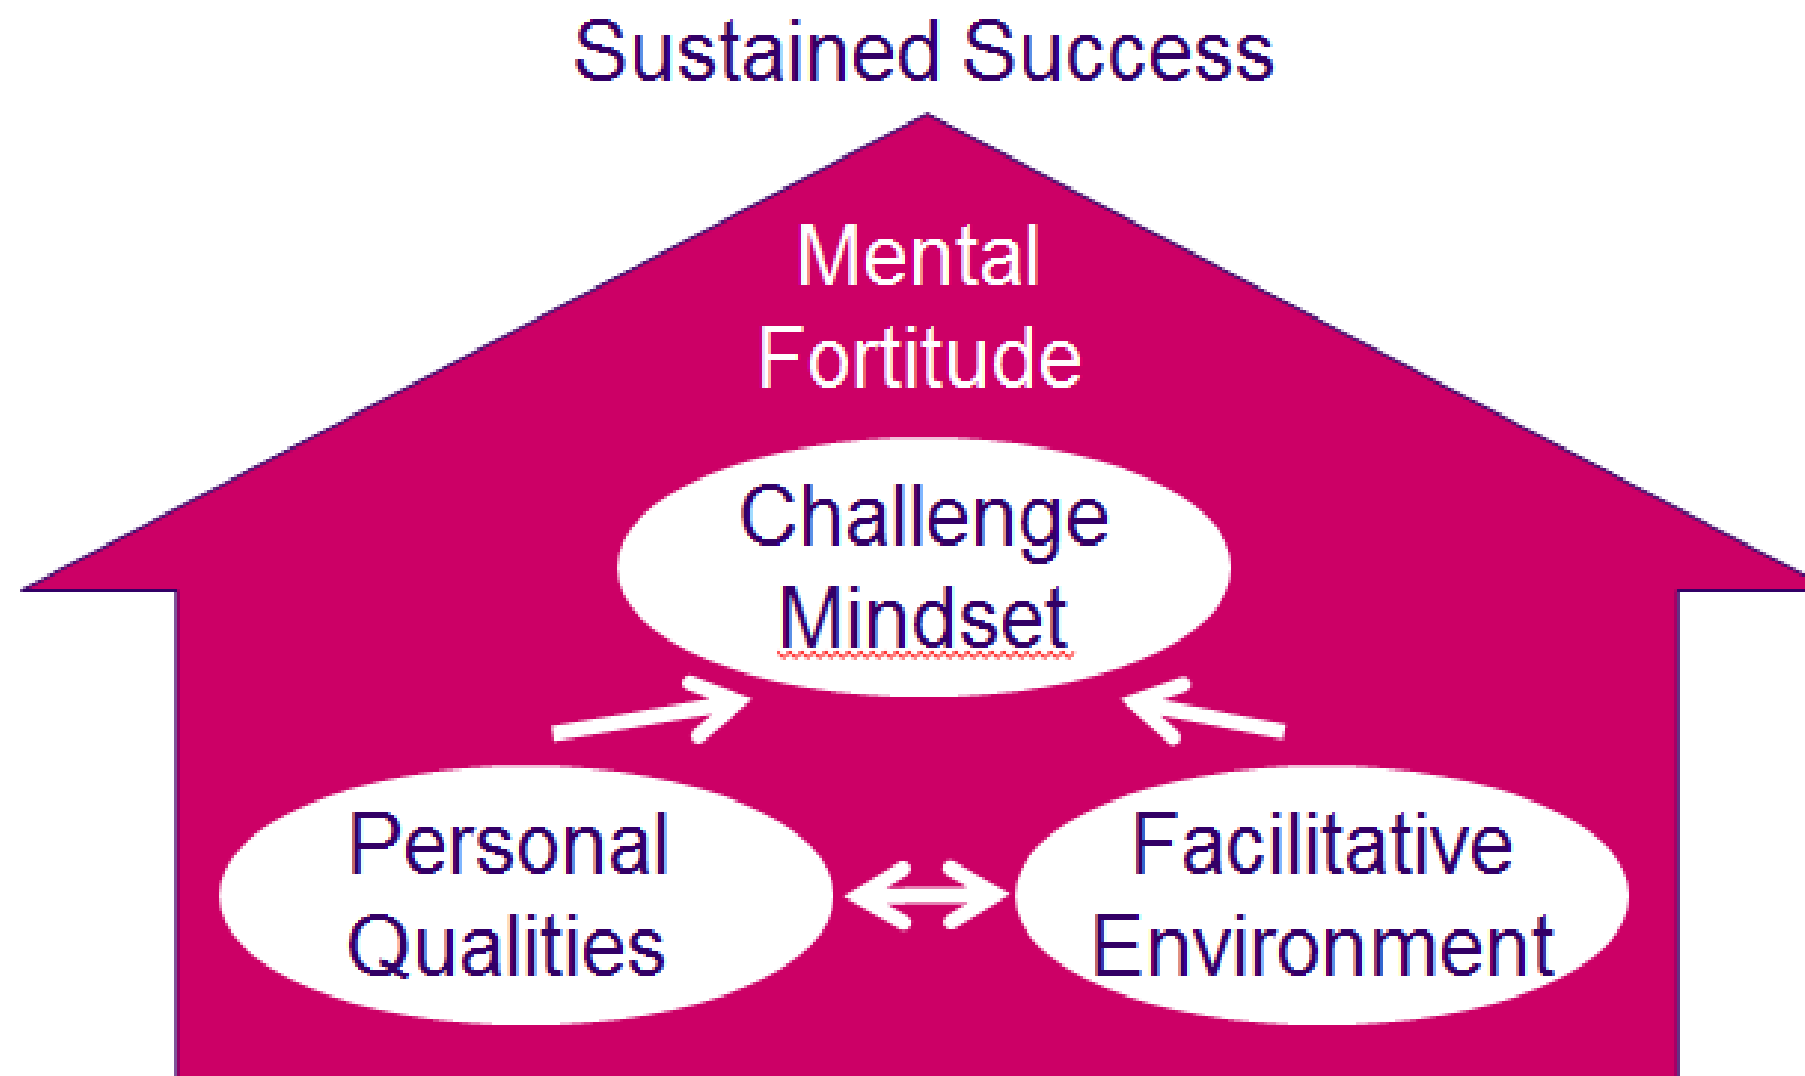 Sustained Success
Mental
Fortitude
Challenge
Mindset
Personal
Qualities
Facilitative
Environment